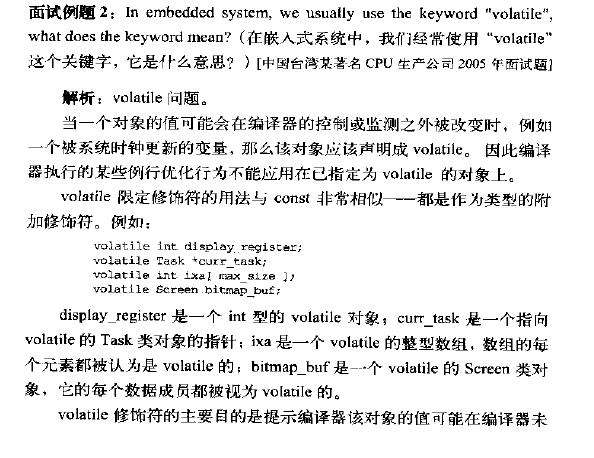 面试例题 2：In embedded system, we usually use the keyword "volatile",
what does the keyword mean?（在嵌入式系统中，我们经常使用“volatile”
这个关键字，它是什么意思？）[中国台湾某著名 CPU 生产公司 2005 年面试题]
解析：volatile 问题。
当一个对象的值可能会在编译器的控制或监测之外被改变时，例如
一个被系统时钟更新的变量，那么该对象应该声明成 volatile。因此编译
器执行的某些例行优化行为不能应用在已指定为 volatile 的对象上。
volatile 限定修饰符的用法与 const 非常相似——都是作为类型的附
加修饰符。例如：
volatile int display_register;
volatile Task *curr_task;
volatile int ixa[ max_size ];
volatile Screen bitmap_buf;
display_register 是一个 int 型的 volatile 对象；curr_task 是一个指向
volatile 的 Task 类对象的指针；ixa 是一个 volatile 的整型数组，数组的每
个元素都被认为是 volatile 的；bitmap_buf 是一个 volatile 的 Screen 类对
象，它的每个数据成员都被视为 volatile 的。
volatile 修饰符的主要目的是提示编译器该对象的值可能在编译器未